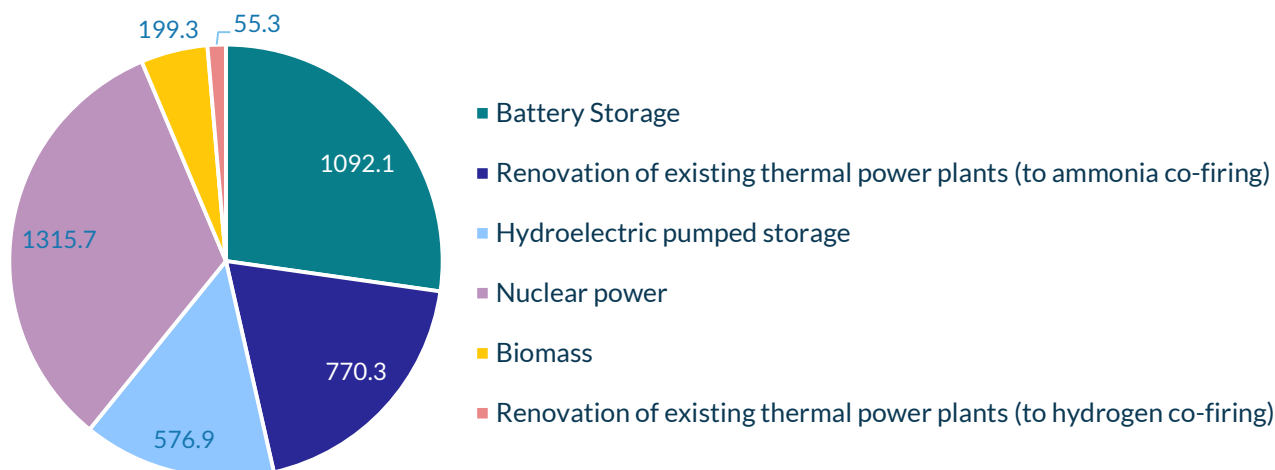 199.3
55.3
1092.1
1315.7
770.3
576.9
Battery Storage
Renovation of existing thermal power plants (to ammonia co-firing)
Hydroelectric pumped storage
Nuclear power
Biomass
Renovation of existing thermal power plants (to hydrogen co-firing)